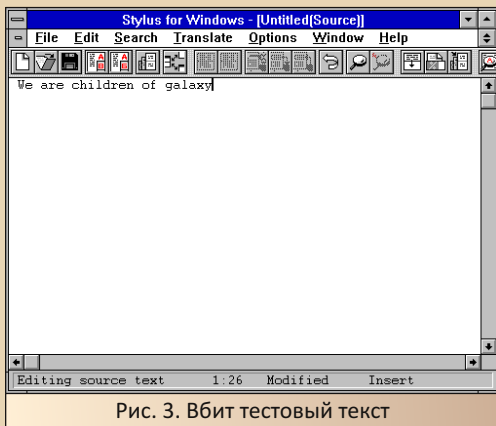 Stylus for Windows - [Untitled[Source]]
File Edit Search Translate Options Window Help
We are children of galaxy
Editing source text 1:26 Modified Insert
Рис. 3. Вбит тестовый текст